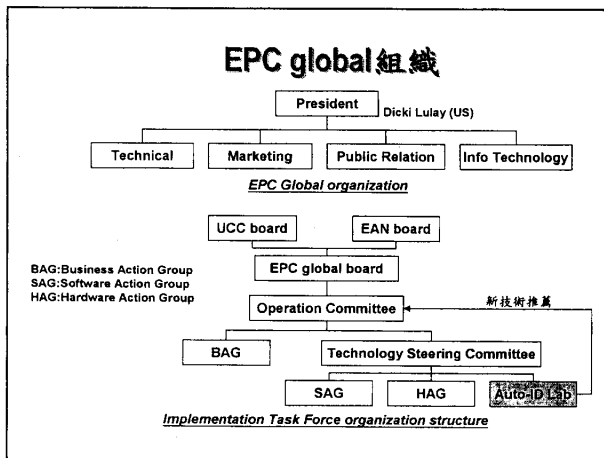 EPC global組織
President
Dicki Lulay (US)
Technical
Marketing
Public Relation
Info Technology
EPC Global organization
UCC board
EAN board
BAG:Business Action Group
SAG:Software Action Group
HAG:Hardware Action Group
EPC global board
Operation Committee
新技術推薦
BAG
Technology Steering Committee
SAG
HAG
Auto-ID Lab
Implementation Task Force organization structure